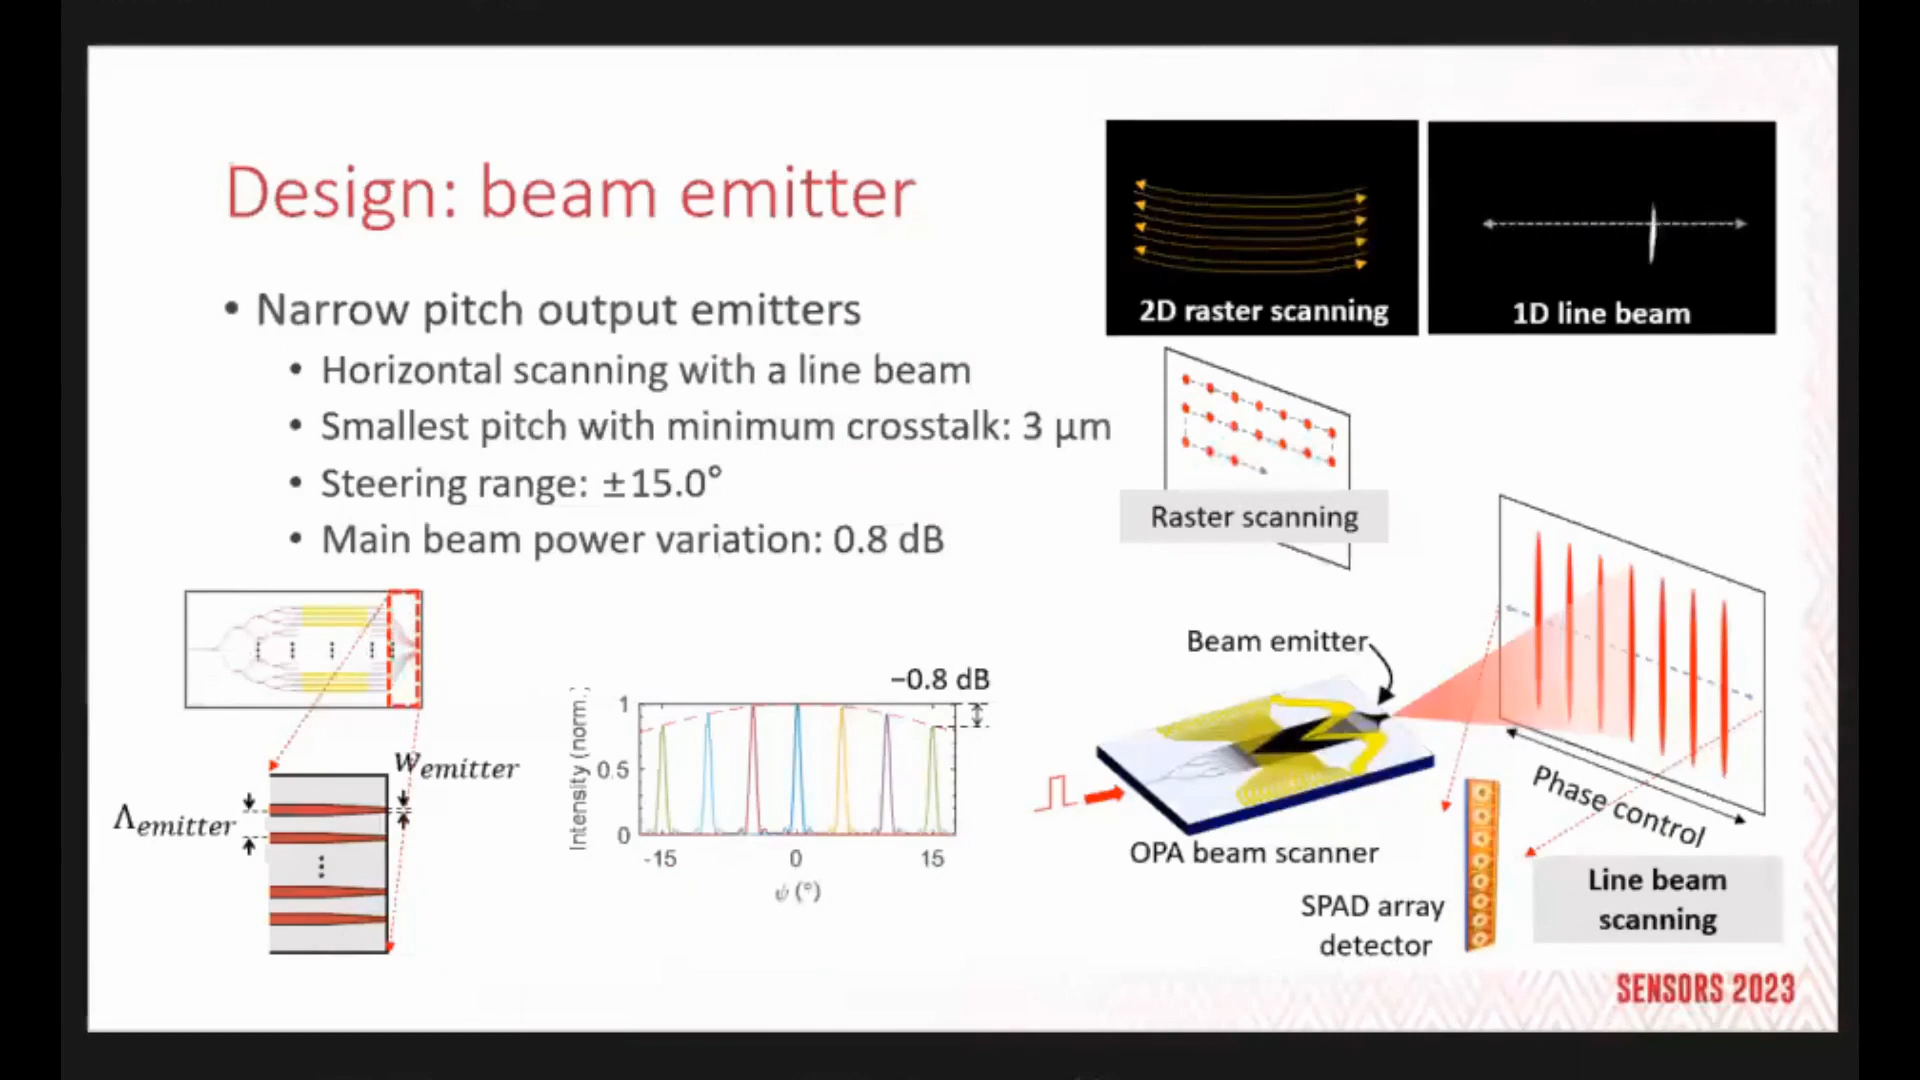 Design: beam emitter
• Narrow pitch output emitters
• Horizontal scanning with a line beam
• Smallest pitch with minimum crosstalk: 3 μm
• Steering range: ±15.0°
• Main beam power variation: 0.8 dB
2D raster scanning
1D line beam
Raster scanning
Beam emitter
OPA beam scanner
SPAD array
detector
Phase control
Line beam
scanning
w_emitter
Λ_emitter
−0.8 dB
Intensity (norm.)
1
0.5
0
-15
0
15
ψ (°)
SENSORS 2023